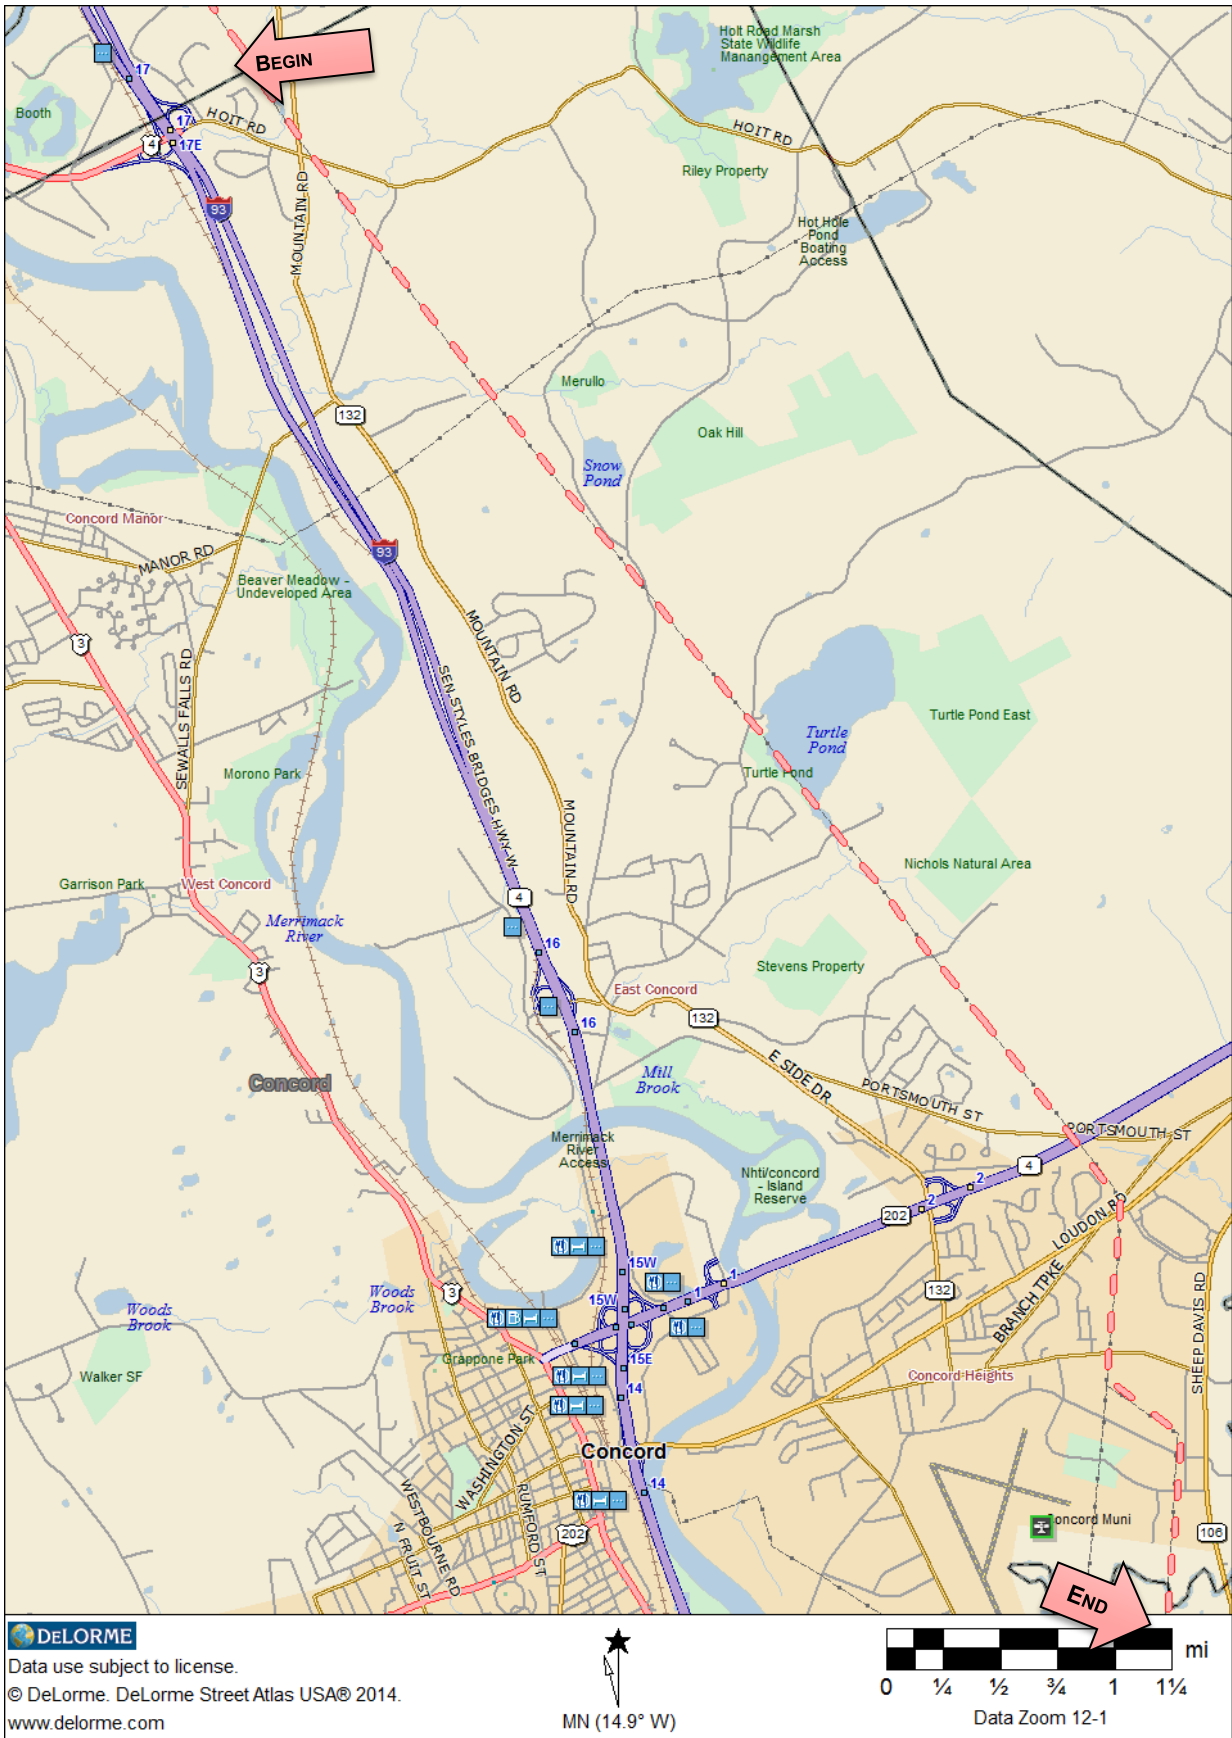 BEGIN
Holt Road Marsh
State Wildlife
Manangement Area
17
Booth
HOIT RD
17
4
17E
HOIT RD
Riley Property
93
MOUNTAIN RD
Hot Hole
Pond
Boating
Access
Merullo
132
Oak Hill
Snow
Pond
Concord Manor
93
MANOR RD
Beaver Meadow -
Undeveloped Area
MOUNTAIN RD
3
SEWALLS FALLS RD
SEN STYLES BRIDGES HWY W
Turtle
Pond
Turtle Pond East
Turtle Pond
Morono Park
MOUNTAIN RD
Nichols Natural Area
Garrison Park
West Concord
4
Merrimack
River
16
3
Stevens Property
East Concord
132
16
Concord
Mill
Brook
E SIDE DR
PORTSMOUTH ST
PORTSMOUTH ST
Merrimack
River
Access
4
Nhti/concord
- Island
Reserve
2
2
202
LOUDON RD
15W
1
1
132
Woods
Brook
3
Woods
Brook
15W
BRANCH TPKE
SHEEP DAVIS RD
Grappone Park
15E
Walker SF
14
Concord Heights
WASHINGTON ST
Concord
14
WESTBOURNE RD
N FRUIT ST
RUMFORD ST
202
Concord Muni
106
END
DELORME
Data use subject to license.
© DeLorme. DeLorme Street Atlas USA® 2014.
www.delorme.com
MN (14.9° W)
mi
0 ¼ ½ ¾ 1 1¼
Data Zoom 12-1